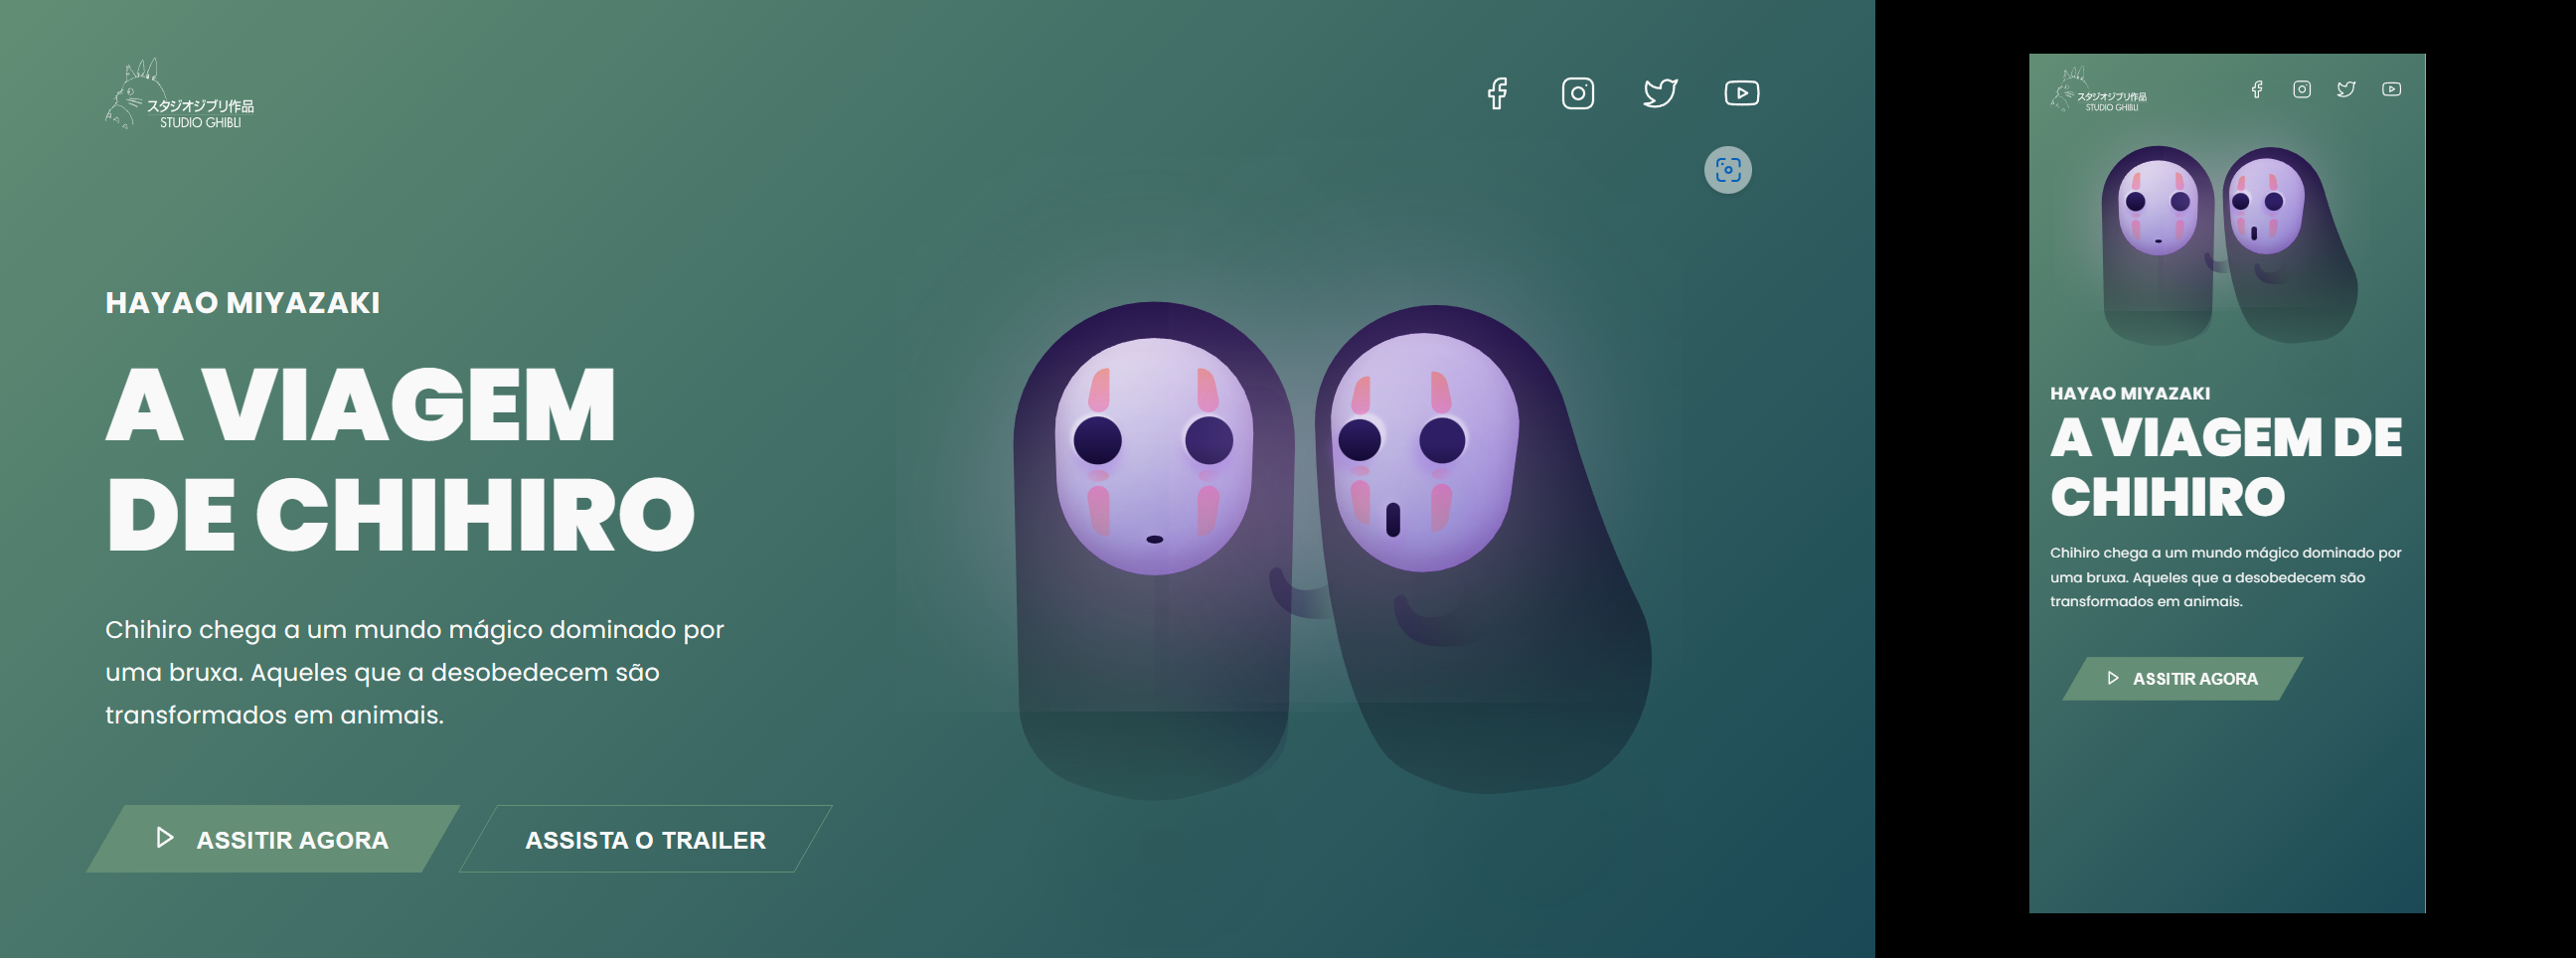 スタジオジブリ作品
STUDIO GHIBLI
HAYAO MIYAZAKI
A VIAGEM
DE CHIHIRO
Chihiro chega a um mundo mágico dominado por
uma bruxa. Aqueles que a desobedecem são
transformados em animais.
ASSITIR AGORA
ASSISTA O TRAILER
スタジオジブリ作品
STUDIO GHIBLI
HAYAO MIYAZAKI
A VIAGEM DE
CHIHIRO
Chihiro chega a um mundo mágico dominado por
uma bruxa. Aqueles que a desobedecem são
transformados em animais.
ASSITIR AGORA